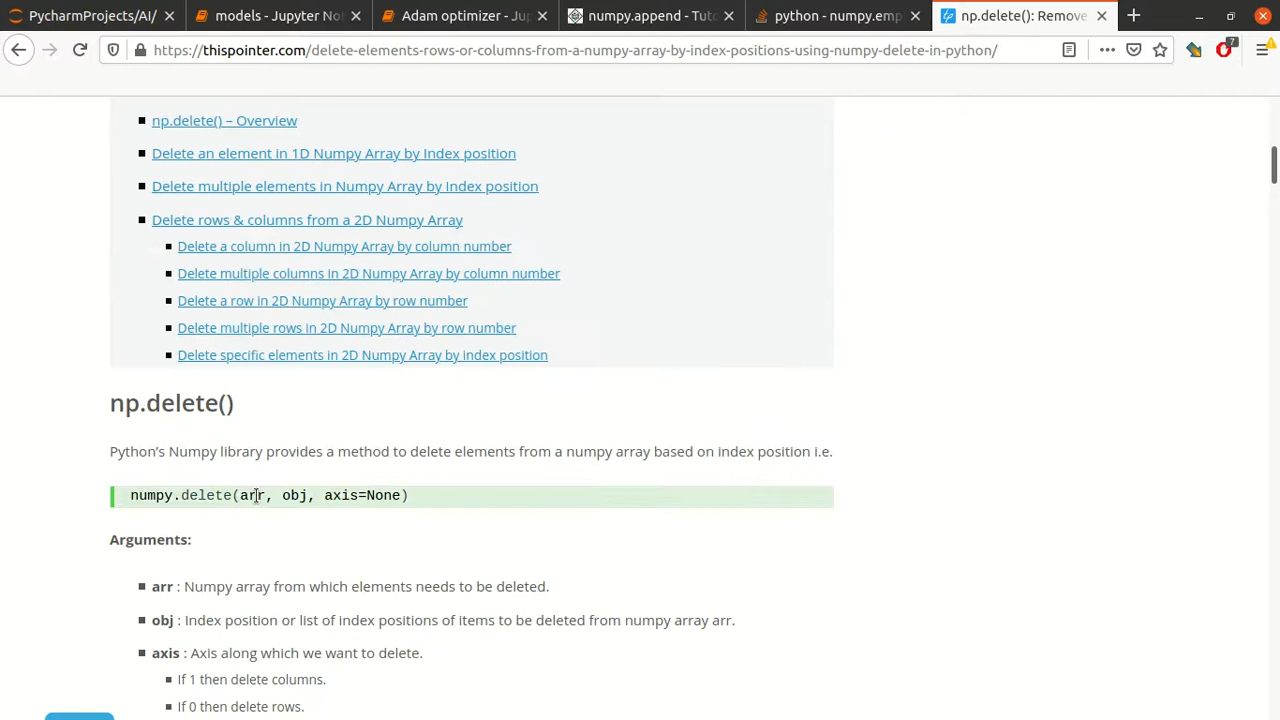 PycharmProjects/AI/
models - Jupyter No
Adam optimizer - Jup
numpy.append - Tuto
python - numpy.emp
np.delete(): Remove
https://thispointer.com/delete-elements-rows-or-columns-from-a-numpy-array-by-index-positions-using-numpy-delete-in-python/
7
np.delete() – Overview
Delete an element in 1D Numpy Array by Index position
Delete multiple elements in Numpy Array by Index position
Delete rows & columns from a 2D Numpy Array
Delete a column in 2D Numpy Array by column number
Delete multiple columns in 2D Numpy Array by column number
Delete a row in 2D Numpy Array by row number
Delete multiple rows in 2D Numpy Array by row number
Delete specific elements in 2D Numpy Array by index position
np.delete()
Python’s Numpy library provides a method to delete elements from a numpy array based on index position i.e.
numpy.delete(arr, obj, axis=None)
Arguments:
arr : Numpy array from which elements needs to be deleted.
obj : Index position or list of index positions of items to be deleted from numpy array arr.
axis : Axis along which we want to delete.
If 1 then delete columns.
If 0 then delete rows.